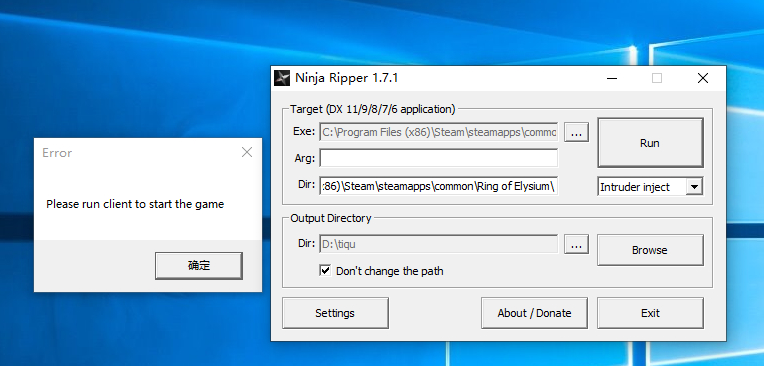 Error
Please run client to start the game
确定
Ninja Ripper 1.7.1
Target (DX 11/9/8/7/6 application)
Exe: C:\Program Files (x86)\Steam\steamapps\commo ...
Run
Arg:
Dir: :86)\Steam\steamapps\common\Ring of Elysium\
Intruder inject
Output Directory
Dir: D:\tiqu ...
Browse
Don't change the path
Settings
About / Donate
Exit